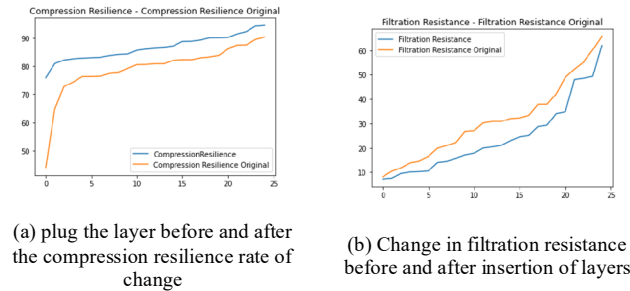 Compression Resilience - Compression Resilience Original
90
80
70
60
50
0
5
10
15
20
25
CompressionResilience
Compression Resilience Original
(a) plug the layer before and after
the compression resilience rate of
change
Filtration Resistance - Filtration Resistance Original
Filtration Resistance
Filtration Resistance Original
60
50
40
30
20
10
0
5
10
15
20
25
(b) Change in filtration resistance
before and after insertion of layers